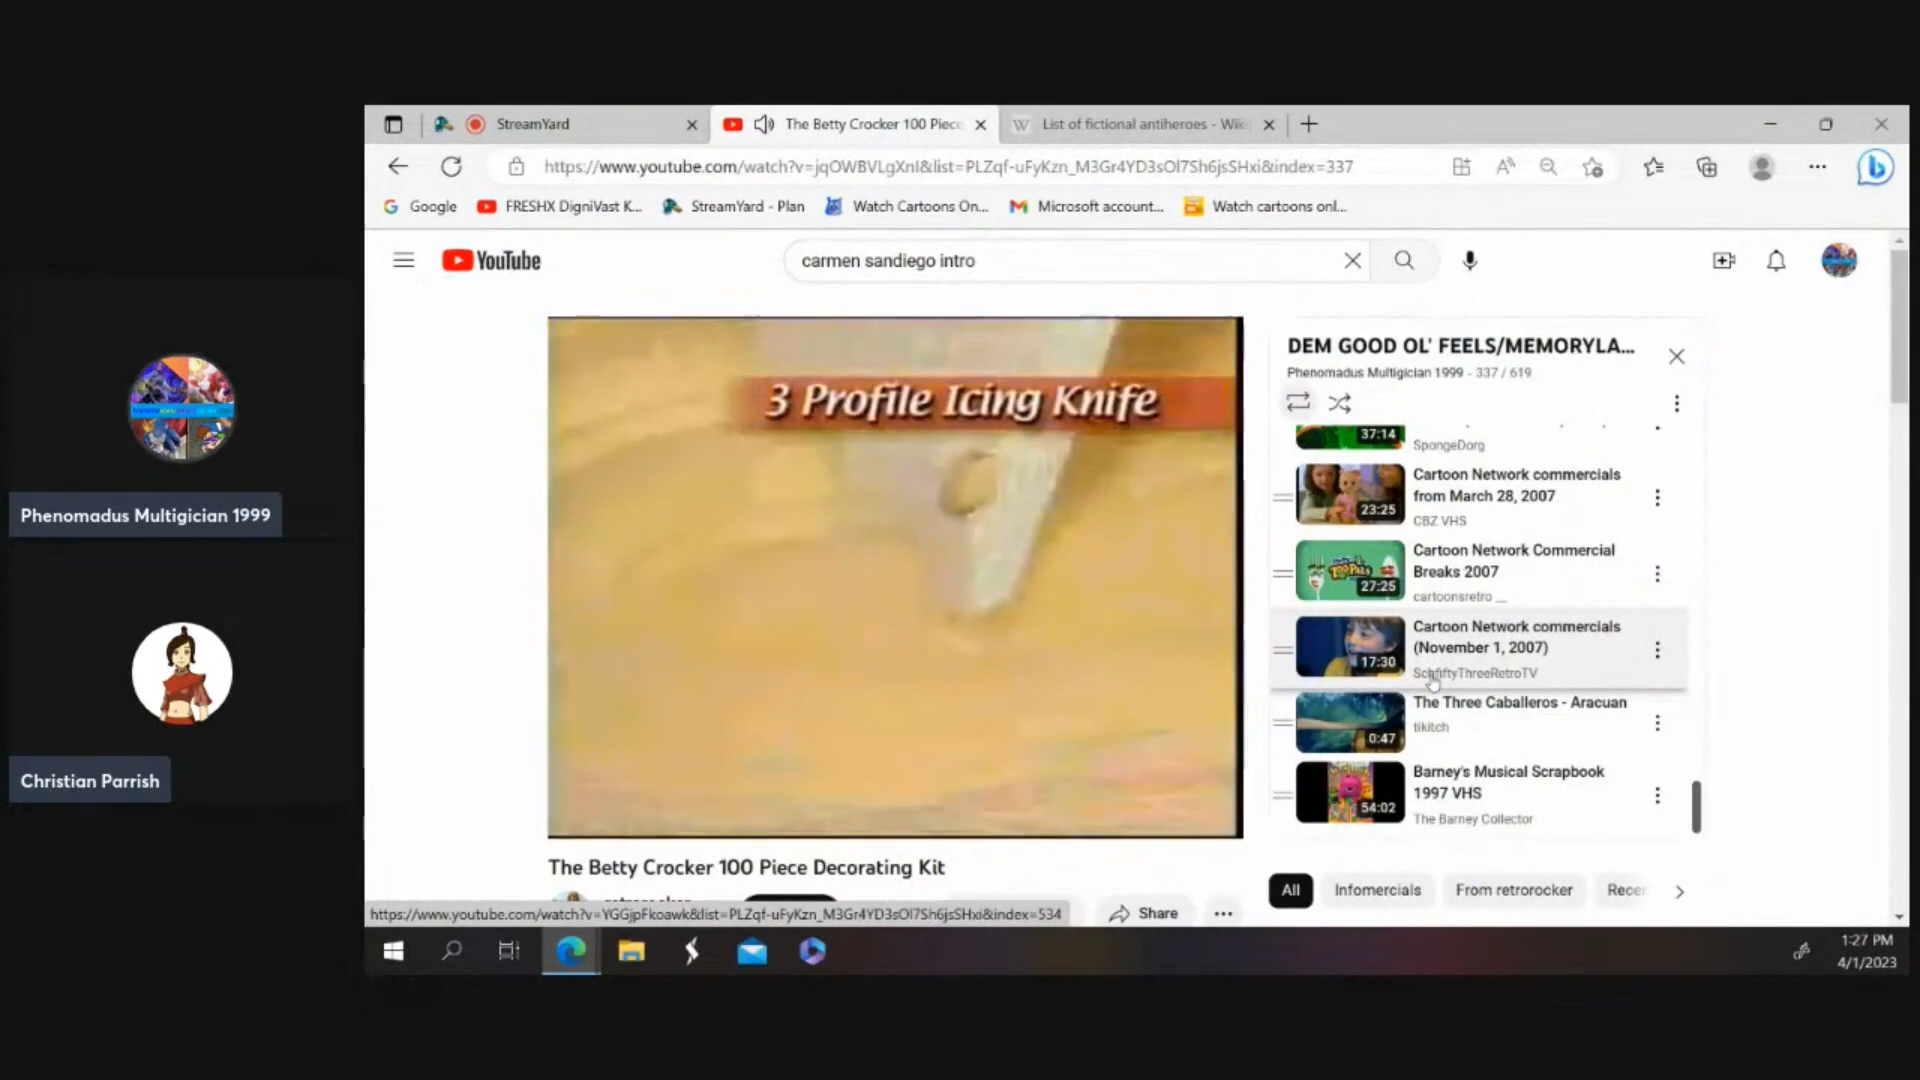 StreamYard
The Betty Crocker 100 Piec
List of fictional antiheroes - Wik
https://www.youtube.com/watch?v=jqOWBVLgXnI&list=PLZqf-uFyKzn_M3Gr4YD3sOl7Sh6jsSHxi&index=337
Google
FRESHX DigniVast K...
StreamYard - Plan
Watch Cartoons On...
Microsoft account...
Watch cartoons onl...
YouTube
carmen sandiego intro
3 Profile Icing Knife
DEM GOOD OL' FEELS/MEMORYLA...
Phenomadus Multigician 1999 - 337 / 619
37:14
SpongeDorg
Cartoon Network commercials
from March 28, 2007
23:25
CBZ VHS
Cartoon Network Commercial
Breaks 2007
27:25
cartoonsretro __
Cartoon Network commercials
(November 1, 2007)
17:30
SchfiftyThreeRetroTV
The Three Caballeros - Aracuan
tikitch
0:47
Barney's Musical Scrapbook
1997 VHS
54:02
The Barney Collector
Phenomadus Multigician 1999
Christian Parrish
The Betty Crocker 100 Piece Decorating Kit
All
Infomercials
From retrorocker
Recen
Share
https://www.youtube.com/watch?v=YGGjpFkoawk&list=PLZqf-uFyKzn_M3Gr4YD3sOl7Sh6jsSHxi&index=534
1:27 PM
4/1/2023